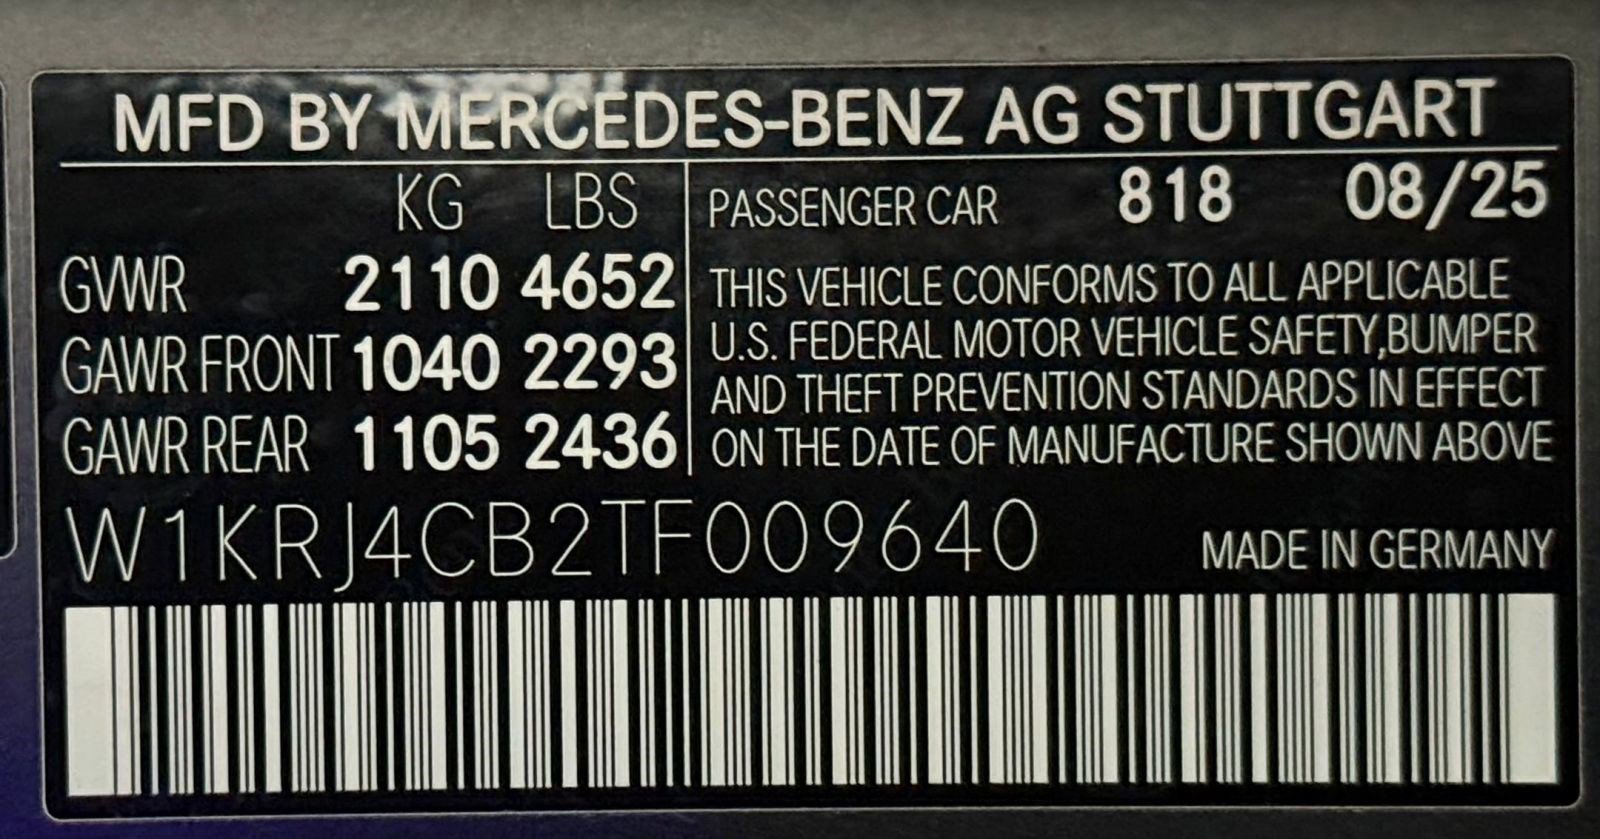 MFD BY MERCEDES-BENZ AG STUTTGART
KG LBS
GVWR 2110 4652
GAWR FRONT 1040 2293
GAWR REAR 1105 2436
PASSENGER CAR 818 08/25
THIS VEHICLE CONFORMS TO ALL APPLICABLE
U.S. FEDERAL MOTOR VEHICLE SAFETY,BUMPER
AND THEFT PREVENTION STANDARDS IN EFFECT
ON THE DATE OF MANUFACTURE SHOWN ABOVE
W1KRJ4CB2TF009640
MADE IN GERMANY